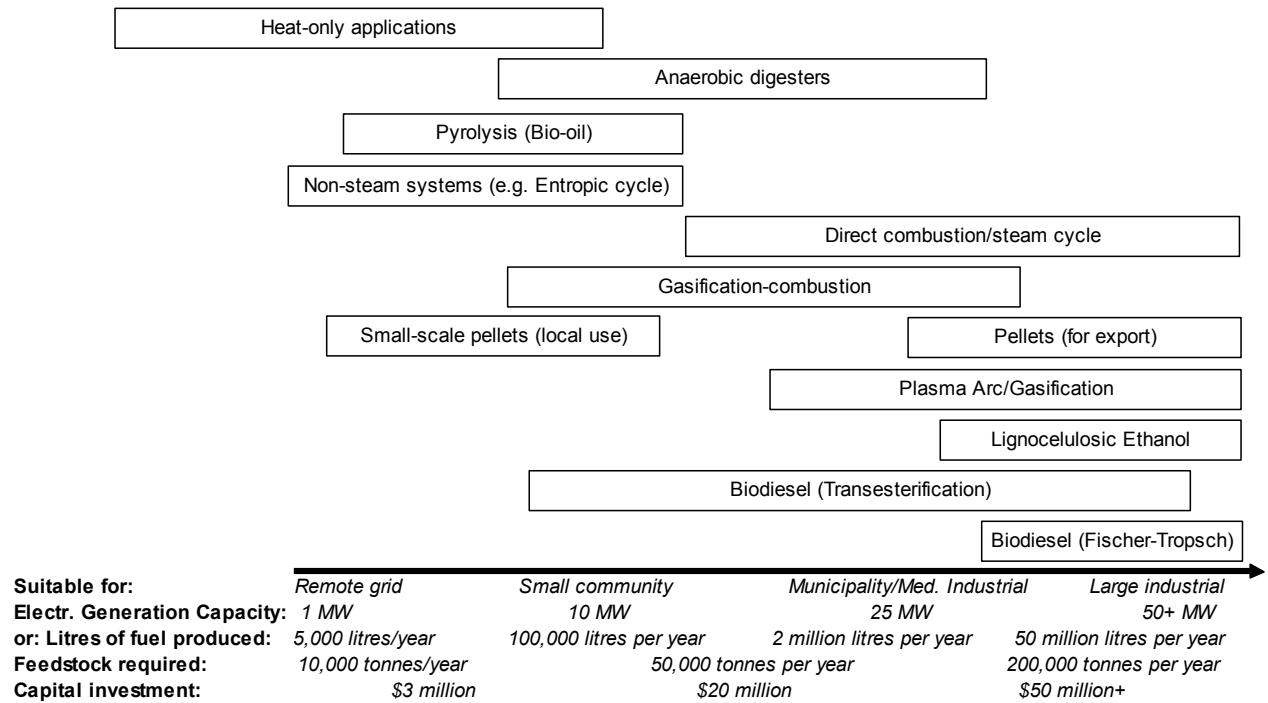 Heat-only applications
Anaerobic digesters
Pyrolysis (Bio-oil)
Non-steam systems (e.g. Entropic cycle)
Direct combustion/steam cycle
Gasification-combustion
Small-scale pellets (local use) Pellets (for export)
Plasma Arc/Gasification
Lignocelulosic Ethanol
Biodiesel (Transesterification)
Biodiesel (Fischer-Tropsch)
Suitable for: Remote grid Small community Municipality/Med. Industrial Large industrial
Electr. Generation Capacity: 1 MW 10 MW 25 MW 50+ MW
or: Litres of fuel produced: 5,000 litres/year 100,000 litres per year 2 million litres per year 50 million litres per year
Feedstock required: 10,000 tonnes/year 50,000 tonnes per year 200,000 tonnes per year
Capital investment: $3 million $20 million $50 million+